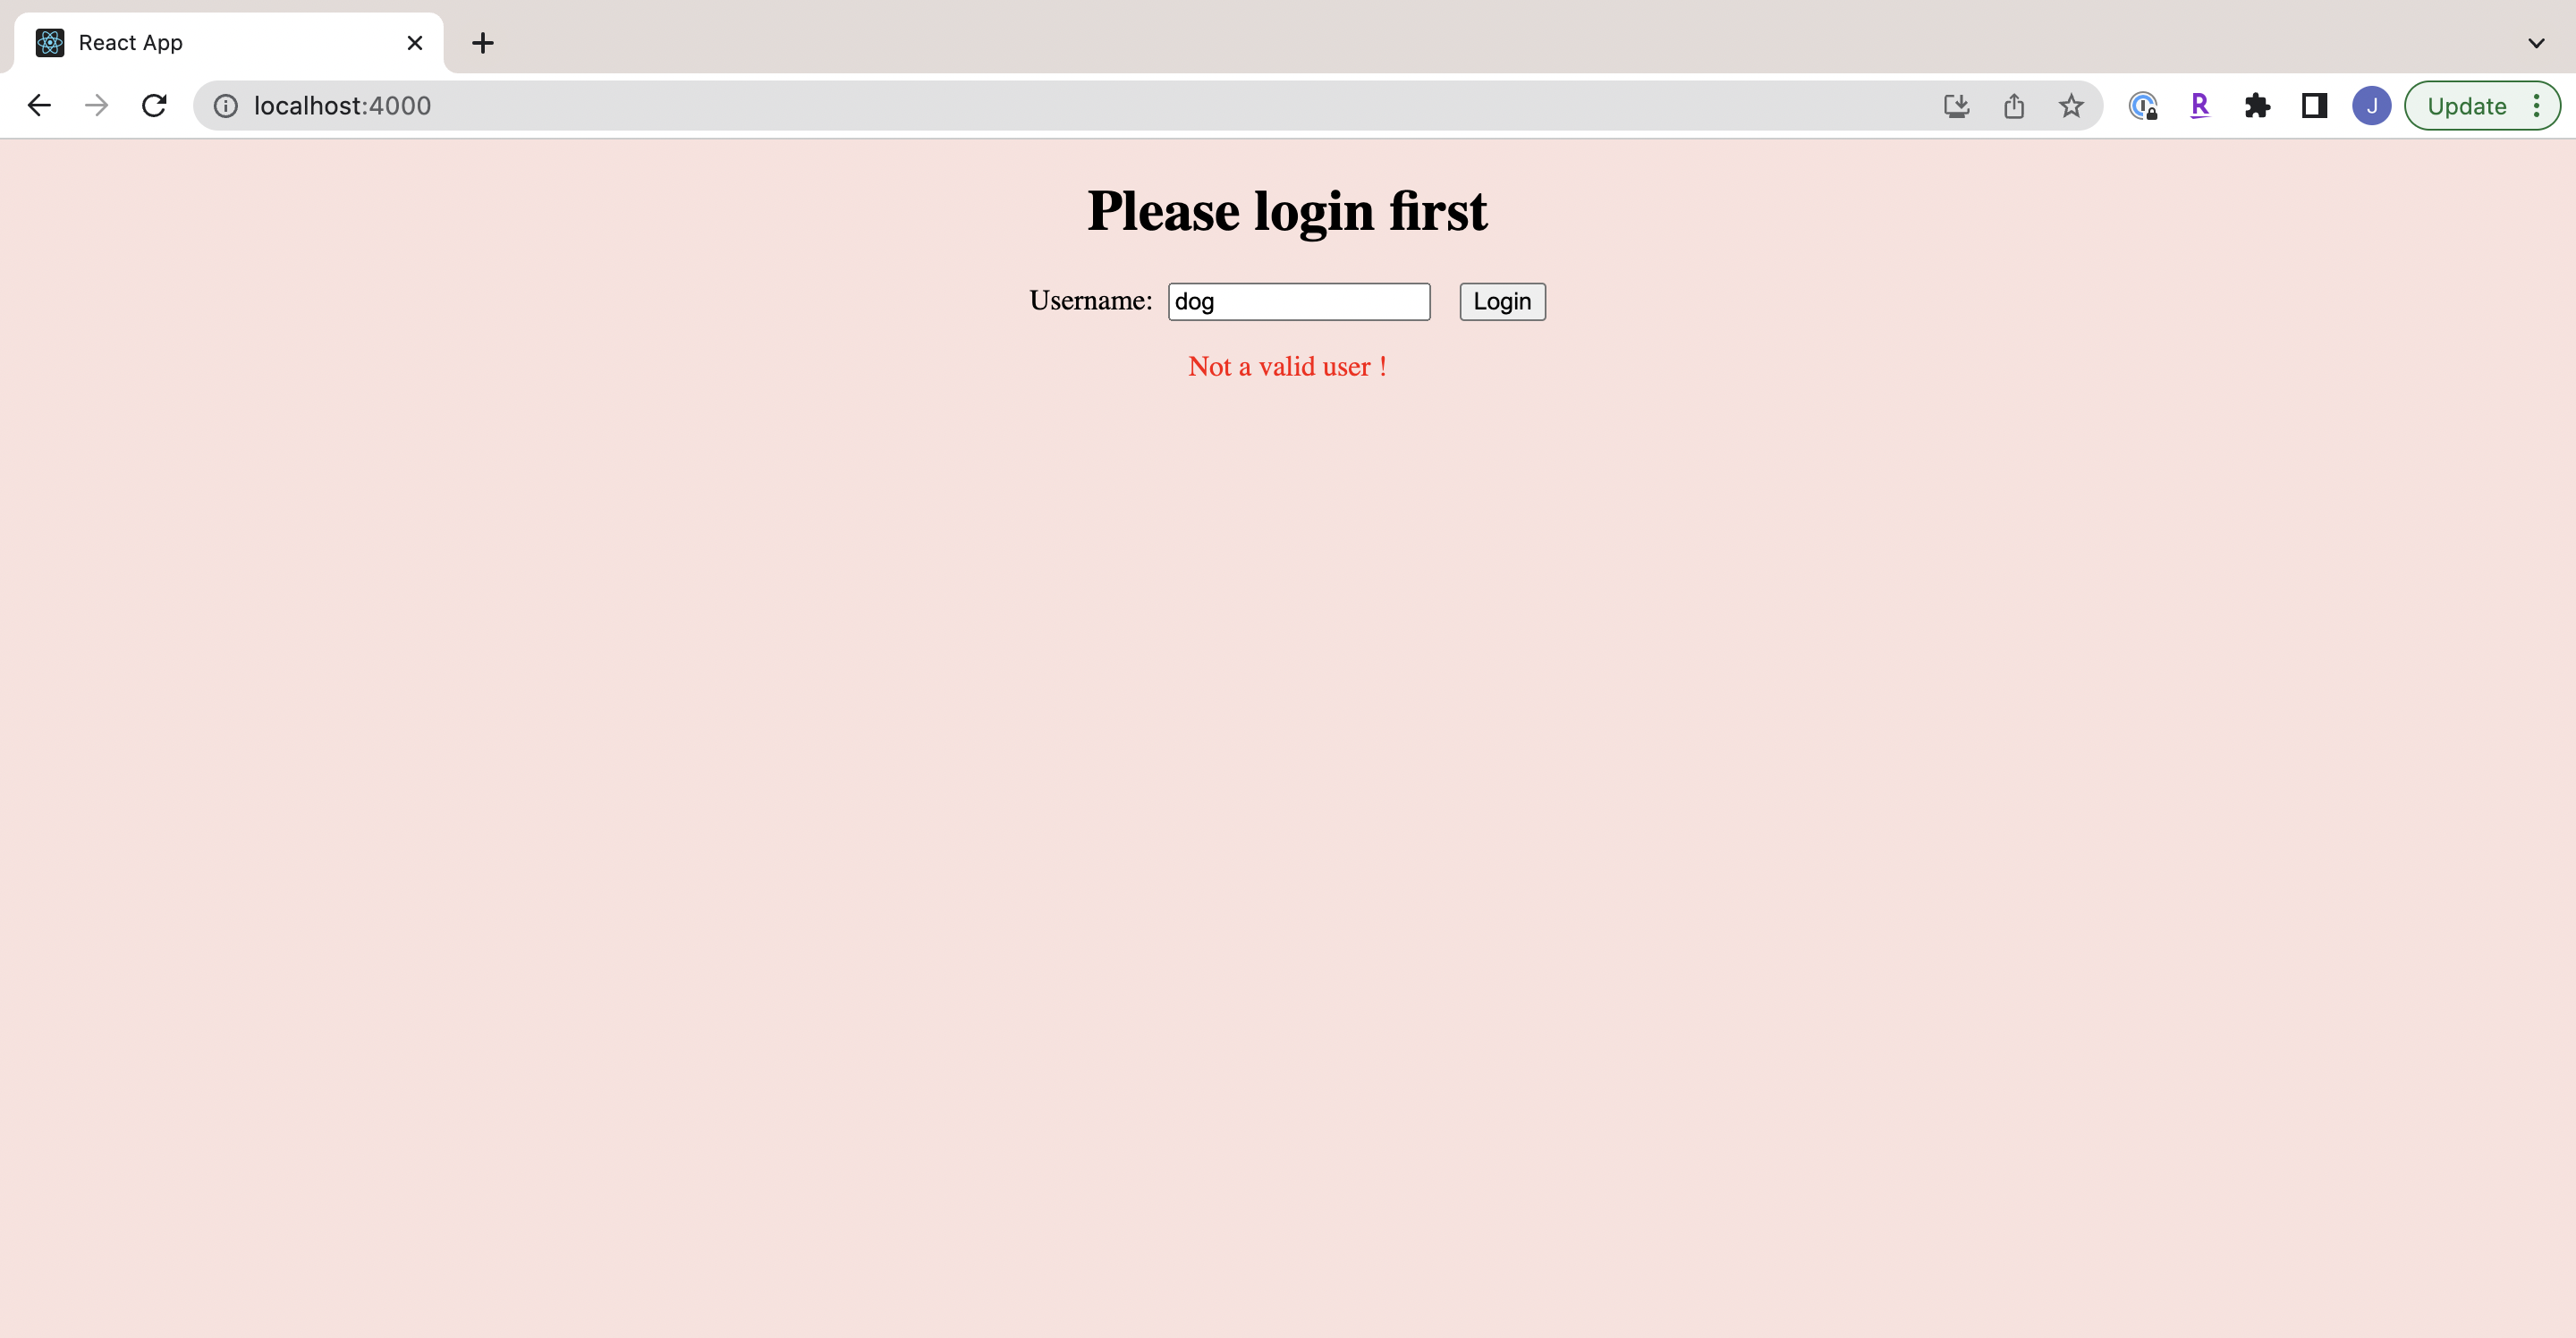 React App
localhost:4000
R
J
Update
Please login first
Username: dog Login
Not a valid user !